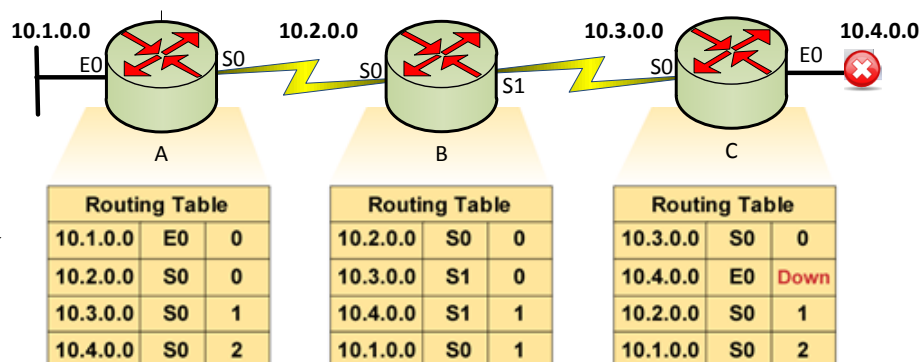 10.1.0.0 10.2.0.0 10.3.0.0 10.4.0.0
E0 S0 S0 S1 S0 E0
A B C
Routing Table
10.1.0.0 E0 0
10.2.0.0 S0 0
10.3.0.0 S0 1
10.4.0.0 S0 2
Routing Table
10.2.0.0 S0 0
10.3.0.0 S1 0
10.4.0.0 S1 1
10.1.0.0 S0 1
Routing Table
10.3.0.0 S0 0
10.4.0.0 E0 Down
10.2.0.0 S0 1
10.1.0.0 S0 2